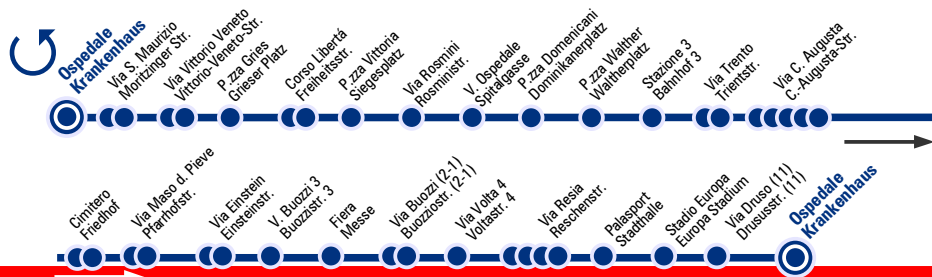 Ospedale
Krankenhaus
Via S. Maurizio
Moritzinger Str.
Via Vittorio Veneto
Vittorio-Veneto-Str.
P.zza Gries
Grieser Platz
Corso Libertá
Freiheitsstr.
P.zza Vittoria
Siegesplatz
Via Rosmini
Rosministr.
V. Ospedale
Spitalgasse
P.zza Domenicani
Dominikanerplatz
P.zza Walther
Waltherplatz
Stazione 3
Bahnhof 3
Via Trento
Trientstr.
Via C. Augusta
C.-Augusta-Str.
Cimitero
Friedhof
Via Maso d. Pieve
Pfarrhofstr.
Via Einstein
Einsteinstr.
V. Buozzi 3
Buozzistr. 3
Fiera
Messe
Via Buozzi (2-1)
Buozzistr. (2-1)
Via Volta 4
Voltastr. 4
Via Resia
Reschenstr.
Palasport
Stadthalle
Stadio Europa
Europa Stadium
Via Druso (11)
Drususstr. (11)
Ospedale
Krankenhaus